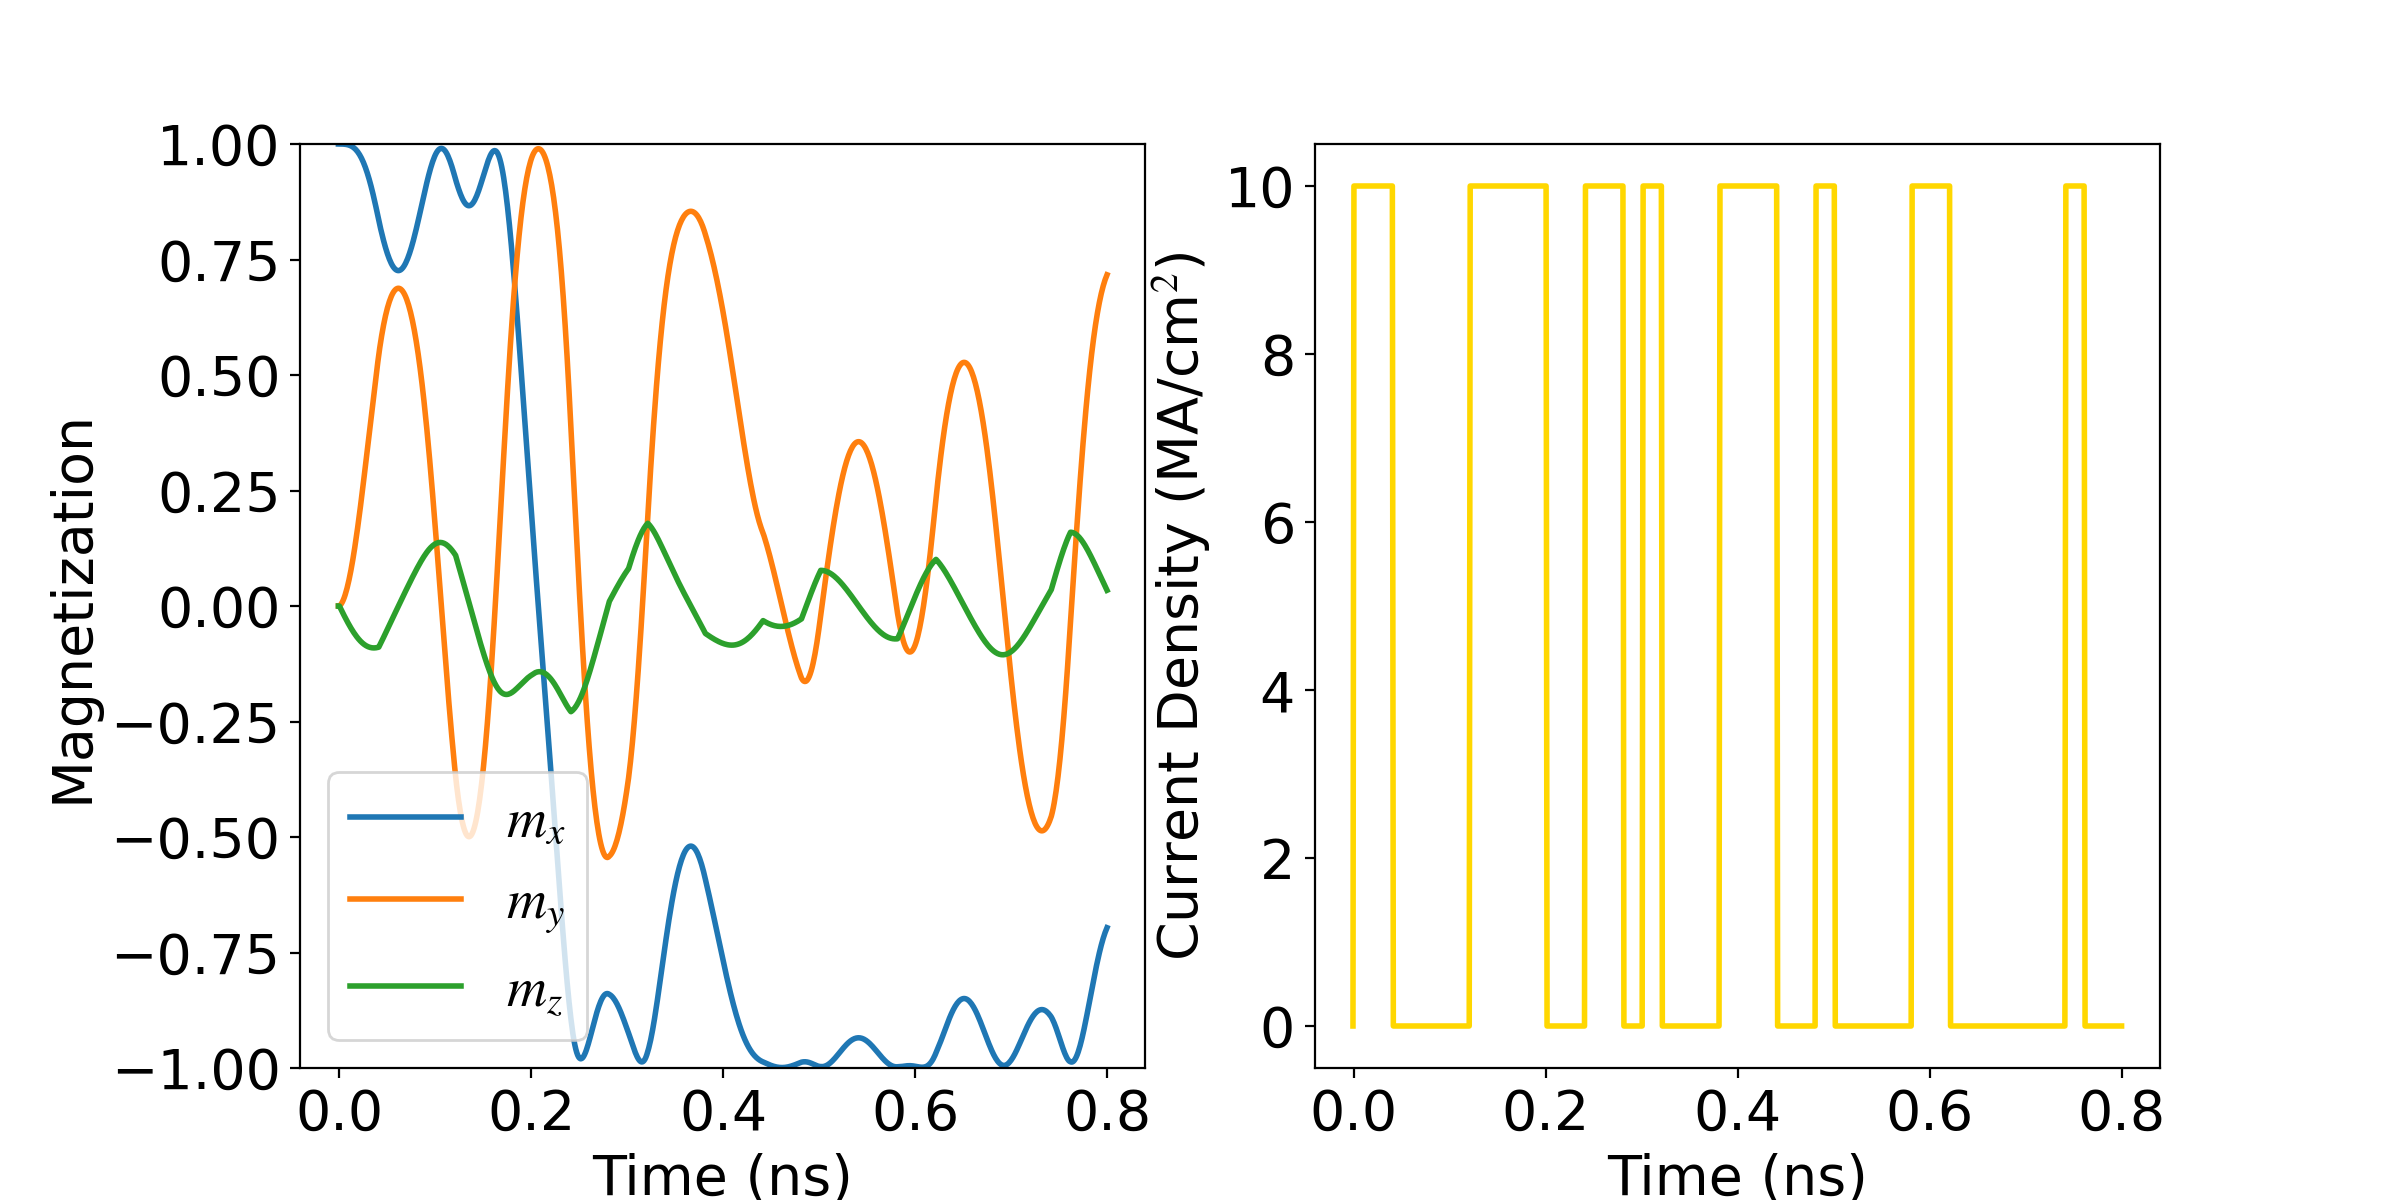 Magnetization
1.00
0.75
0.50
0.25
0.00
−0.25
−0.50
−0.75
−1.00
0.0 0.2 0.4 0.6 0.8
Time (ns)
m_x
m_y
m_z
Current Density (MA/cm²)
10
8
6
4
2
0
0.0 0.2 0.4 0.6 0.8
Time (ns)